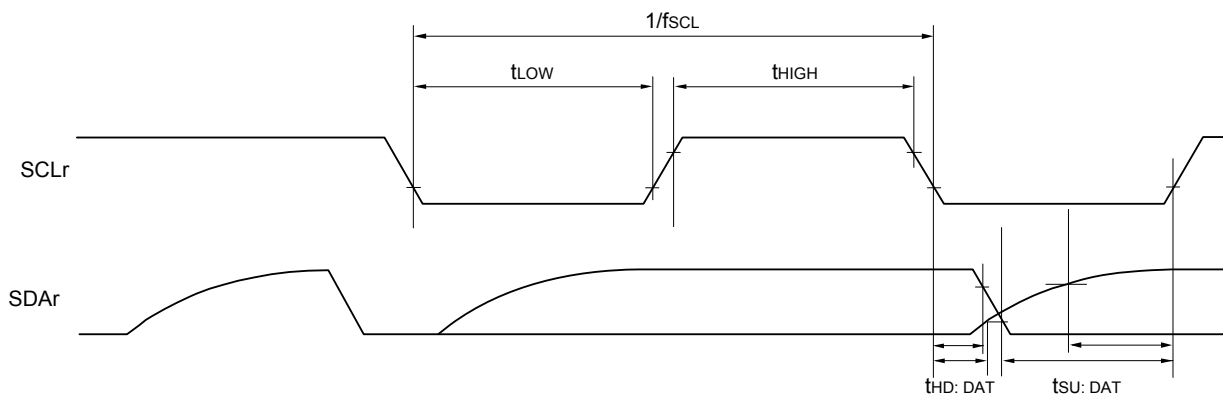 1/fSCL
tLOW
tHIGH
SCLr
SDAr
tHD: DAT
tSU: DAT